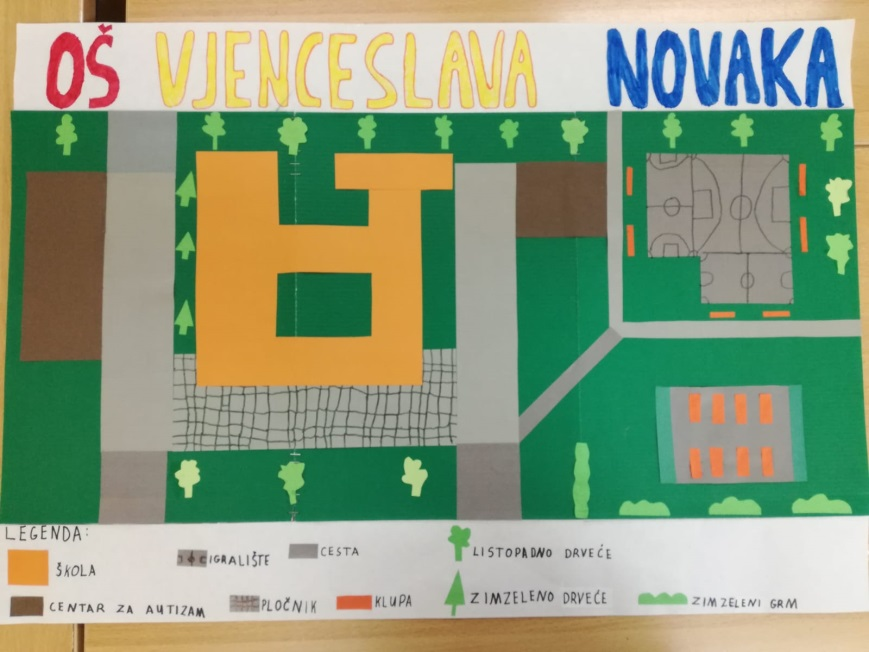 OŠ VJENCESLAVA NOVAKA
LEGENDA:
ŠKOLA
IGRALIŠTE
CESTA
LISTOPADNO DRVEĆE
CENTAR ZA AUTIZAM
PLOČNIK
KLUPA
ZIMZELENO DRVEĆE
ZIMZELENI GRM